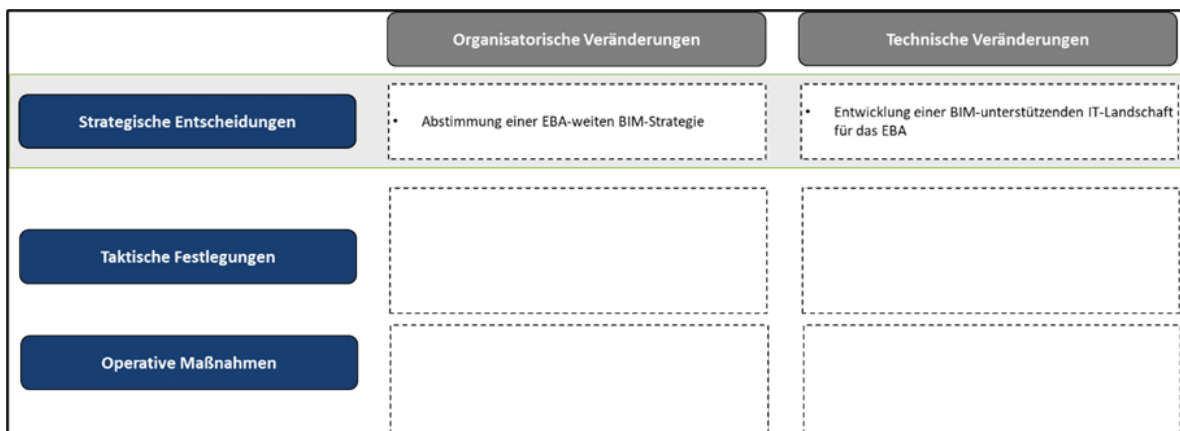 Organisatorische Veränderungen
Technische Veränderungen
Strategische Entscheidungen
• Abstimmung einer EBA-weiten BIM-Strategie
• Entwicklung einer BIM-unterstützenden IT-Landschaft
für das EBA
Taktische Festlegungen
Operative Maßnahmen